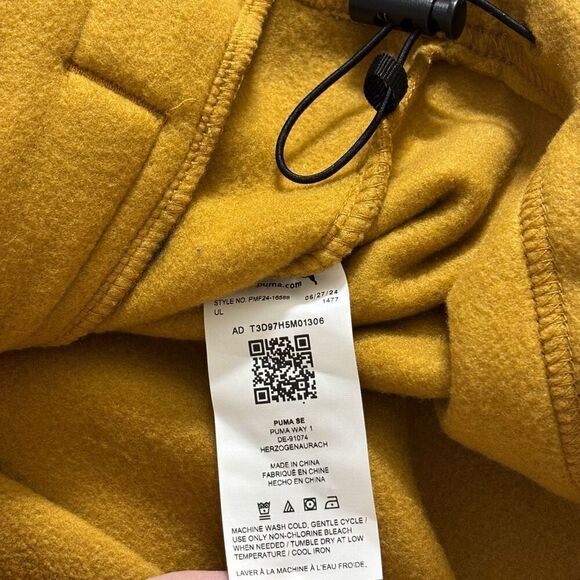 puma.com
STYLE NO. PMF24-16588 06/27/24
UL 1477
AD T3D97H5M01306
PUMA SE
PUMA WAY 1
DE-91074
HERZOGENAURACH
MADE IN CHINA
FABRIQUÉ EN CHINE
HECHO EN CHINA
MACHINE WASH COLD, GENTLE CYCLE /
USE ONLY NON-CHLORINE BLEACH
WHEN NEEDED / TUMBLE DRY AT LOW
TEMPERATURE / COOL IRON
LAVER À LA MACHINE À L'EAU FROIDE,